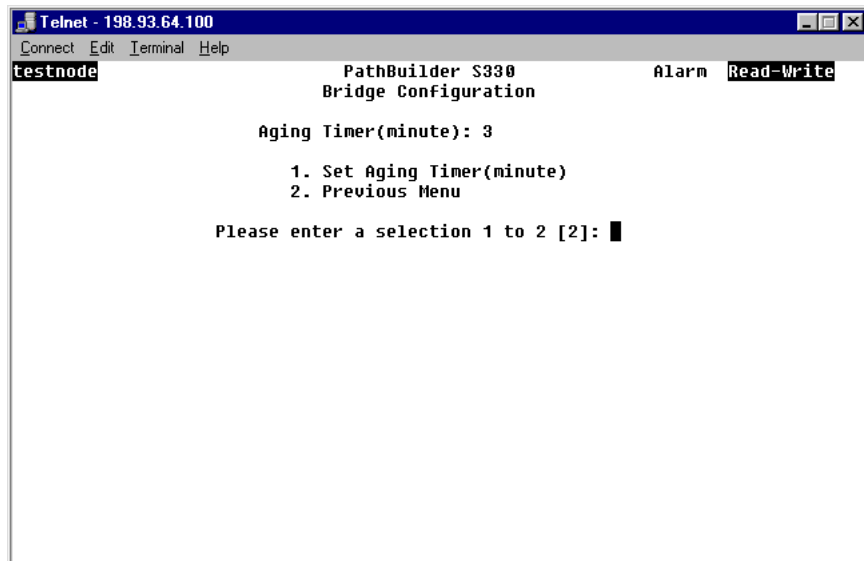 Telnet - 198.93.64.100
Connect Edit Terminal Help
testnode PathBuilder S330 Alarm Read-Write
Bridge Configuration
Aging Timer(minute): 3
1. Set Aging Timer(minute)
2. Previous Menu
Please enter a selection 1 to 2 [2]: